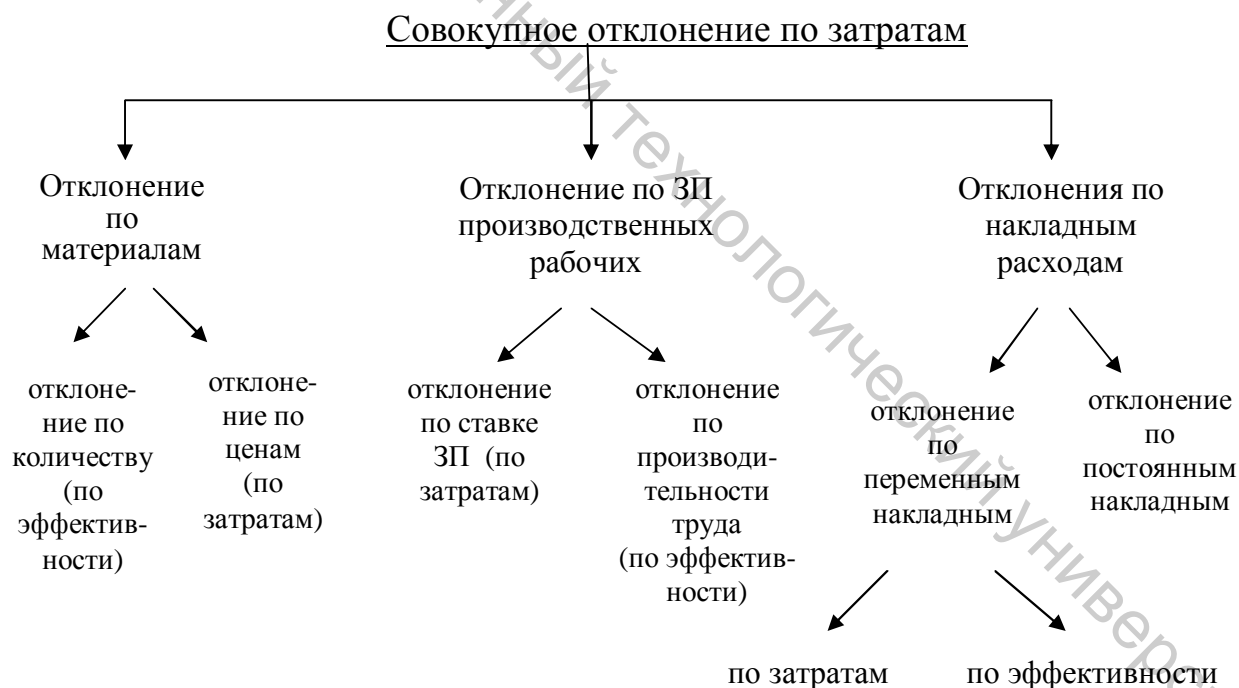 Совокупное отклонение по затратам
Отклонение
по
материалам
Отклонение по ЗП
производственных
рабочих
Отклонения по
накладным
расходам
отклоне-
ние по
количеству
(по
эффектив-
ности)
отклоне-
ние по
ценам
(по
затратам)
отклонение
по ставке
ЗП (по
затратам)
отклонение
по
производи-
тельности
труда
(по эффектив-
ности)
отклонение
по
переменным
накладным
отклонение
по
постоянным
накладным
по затратам
по эффективности
технологический